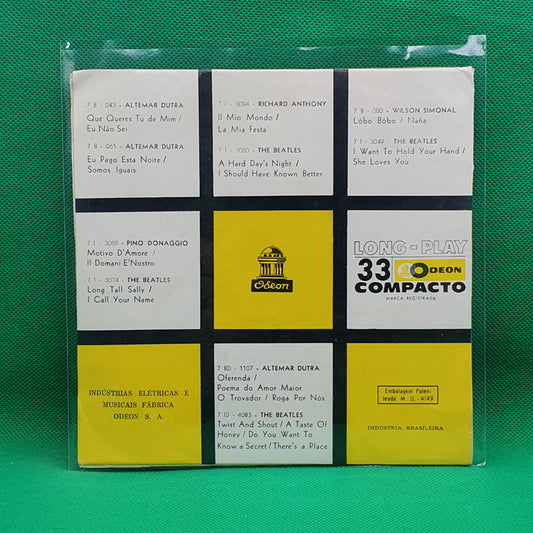 7 B - 043 - ALTEMAR DUTRA
Que Queres Tu de Mim /
Eu Não Sei
7 B - 061 - ALTEMAR DUTRA
Eu Pago Esta Noite /
Somos Iguais
7 I - 3094 - RICHARD ANTHONY
Il Mio Mondo /
La Mia Festa
7 I - 3083 - THE BEATLES
A Hard Day's Night /
I Should Have Known Better
7 B - 080 - WILSON SIMONAL
Lôbo Bôbo / Naña
7 I - 3049 - THE BEATLES
I Want To Hold Your Hand /
She Loves You
7 I - 3056 - PINO DONAGGIO
Motivo D'Amore /
Il Domani E'Nostro
7 I - 3074 - THE BEATLES
Long Tall Sally /
I Call Your Name
Odeon
LONG-PLAY
33 ODEON
COMPACTO
MARCA REGISTRADA
INDÚSTRIAS ELÉTRICAS E
MUSICAIS FÁBRICA
ODEON S. A.
7 BD - 1107 - ALTEMAR DUTRA
Oferenda /
Poema do Amor Maior
O Trovador / Roga Por Nós
7 ID - 4083 - THE BEATLES
Twist And Shout / A Taste Of
Honey / Do You Want To
Know a Secret / There's a Place
Embalagem Paten-
teada M. U. - 4149
INDÚSTRIA BRASILEIRA